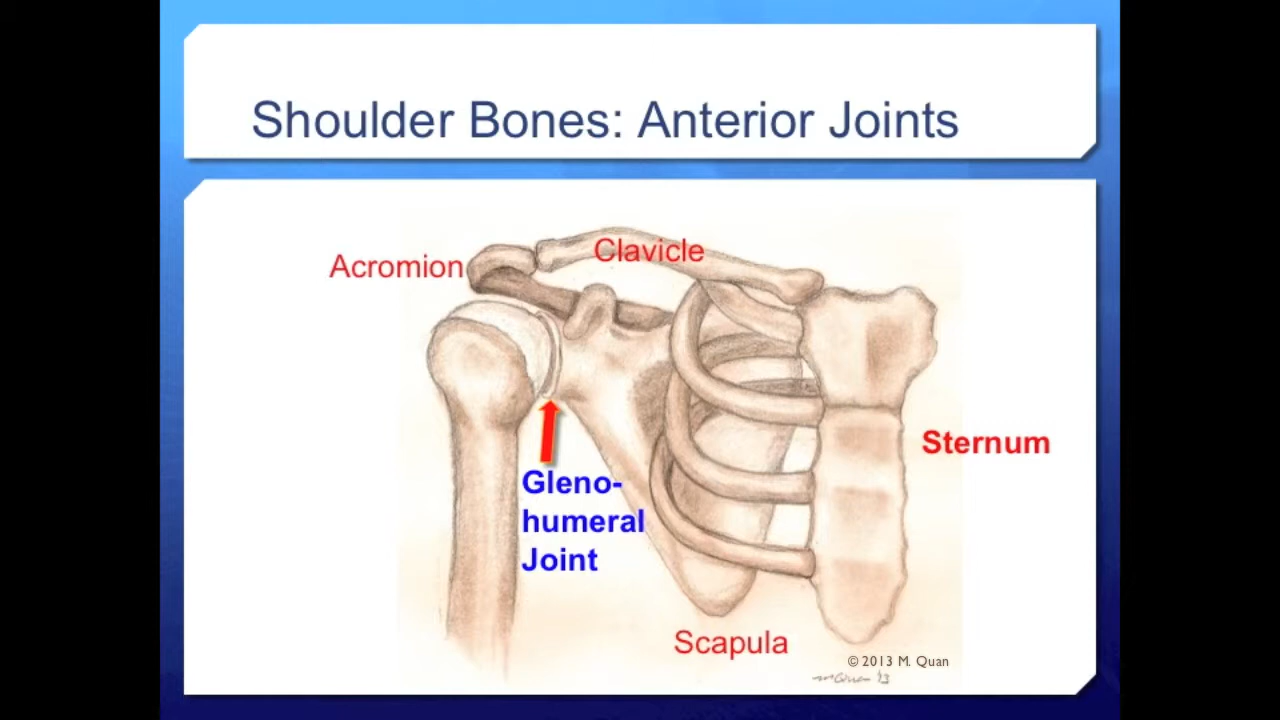 Shoulder Bones: Anterior Joints
Clavicle
Acromion
Sternum
Gleno-
humeral
Joint
Scapula
© 2013 M. Quan